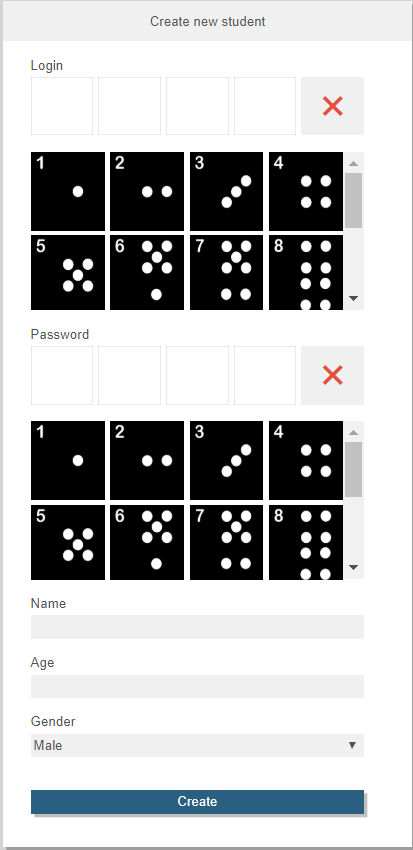 Create new student
Login
1 2 3 4
5 6 7 8
Password
1 2 3 4
5 6 7 8
Name
Age
Gender
Male
Create